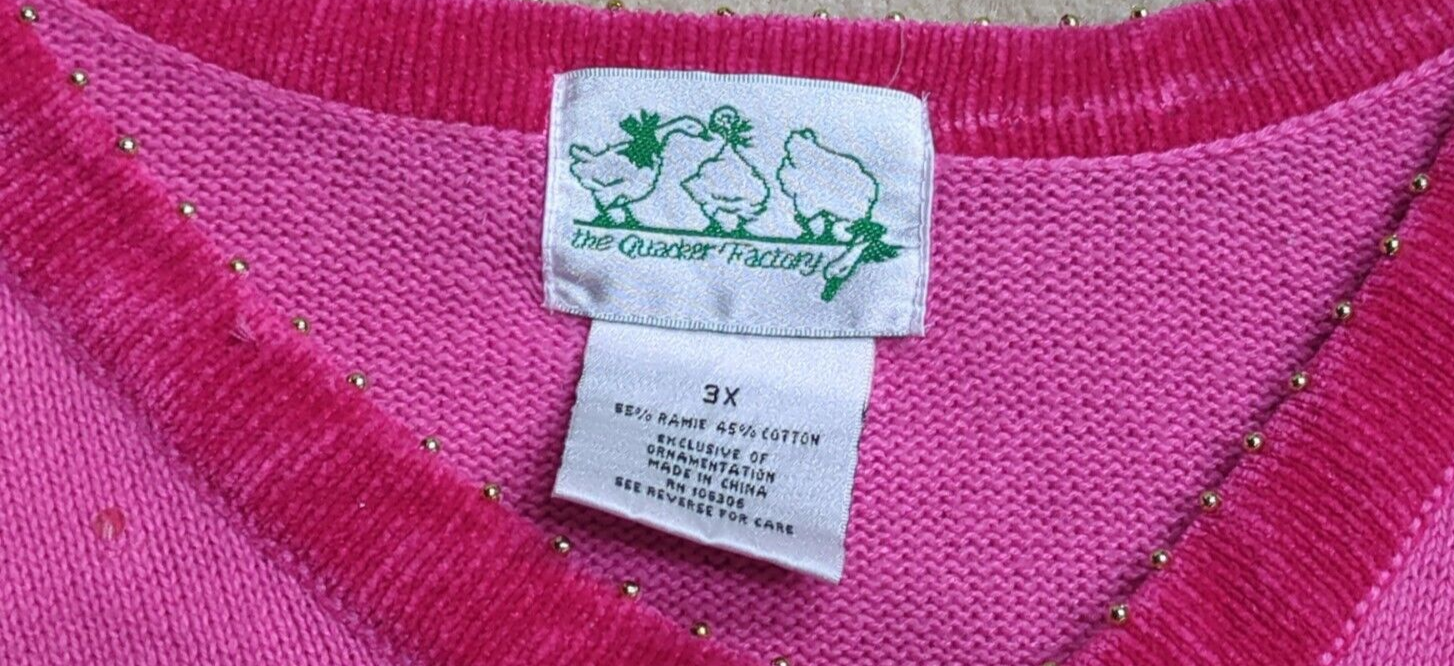 the Quacker Factory
3X
55% RAMIE 45% COTTON
EXCLUSIVE OF
ORNAMENTATION
MADE IN CHINA
RN 106306
SEE REVERSE FOR CARE